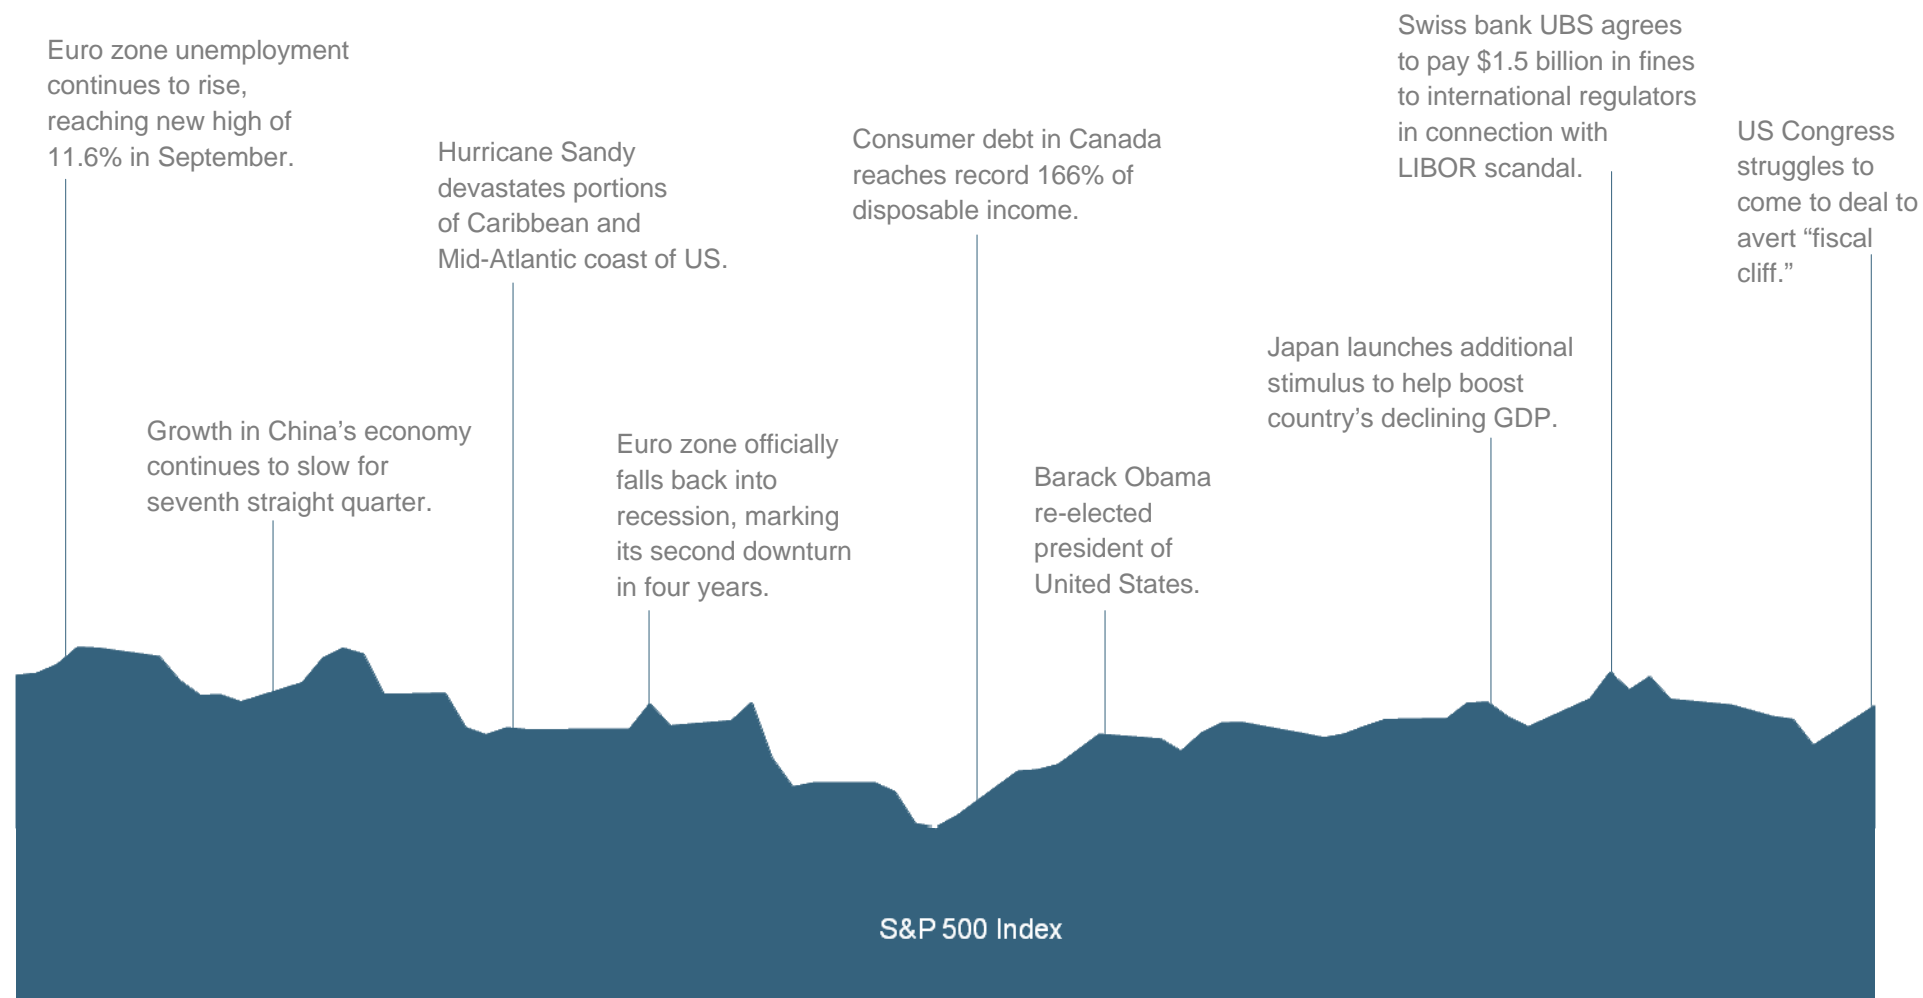 Euro zone unemployment
continues to rise,
reaching new high of
11.6% in September.
Growth in China's economy
continues to slow for
seventh straight quarter.
Hurricane Sandy
devastates portions
of Caribbean and
Mid-Atlantic coast of US.
Euro zone officially
falls back into
recession, marking
its second downturn
in four years.
Consumer debt in Canada
reaches record 166% of
disposable income.
Barack Obama
re-elected
president of
United States.
Japan launches additional
stimulus to help boost
country's declining GDP.
Swiss bank UBS agrees
to pay $1.5 billion in fines
to international regulators
in connection with
LIBOR scandal.
US Congress
struggles to
come to deal to
avert “fiscal
cliff.”
S&P 500 Index